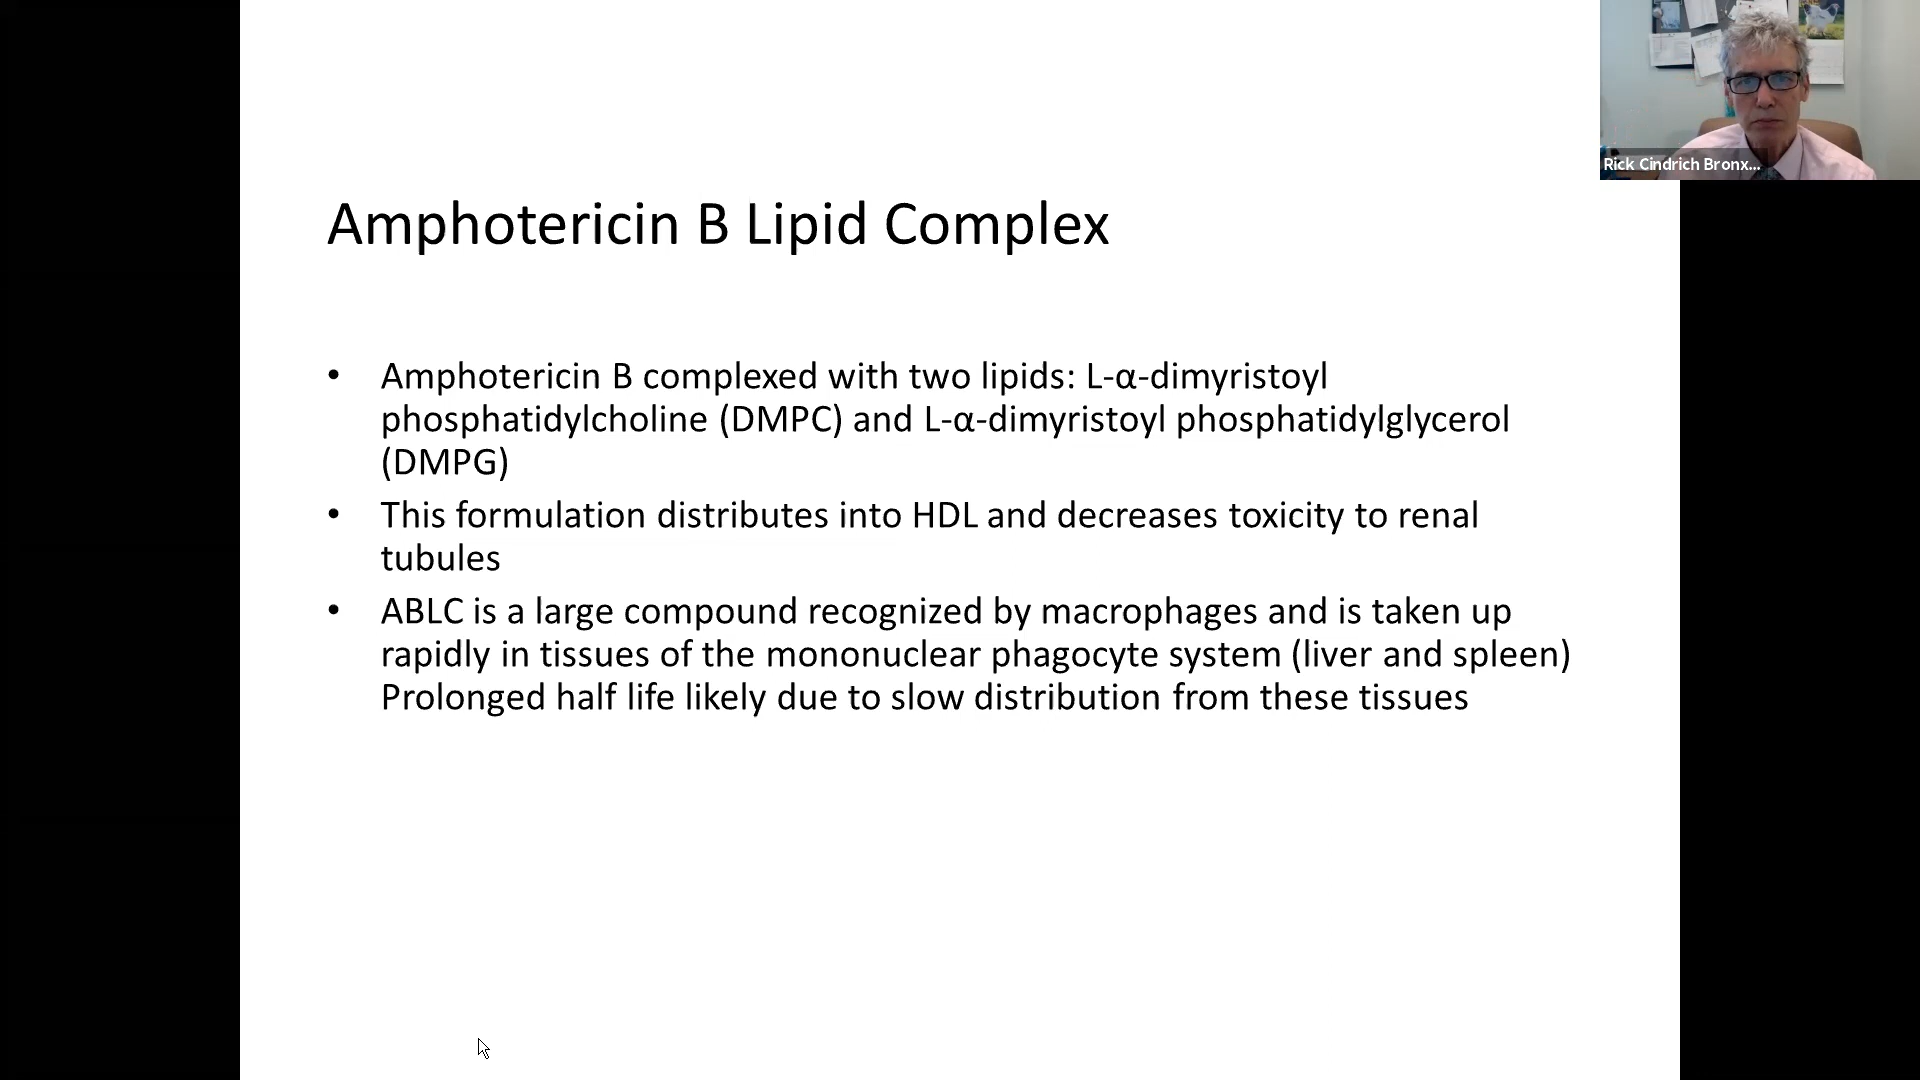 Rick Cindrich Bronx...
Amphotericin B Lipid Complex
• Amphotericin B complexed with two lipids: L-α-dimyristoyl
phosphatidylcholine (DMPC) and L-α-dimyristoyl phosphatidylglycerol
(DMPG)
• This formulation distributes into HDL and decreases toxicity to renal
tubules
• ABLC is a large compound recognized by macrophages and is taken up
rapidly in tissues of the mononuclear phagocyte system (liver and spleen)
Prolonged half life likely due to slow distribution from these tissues